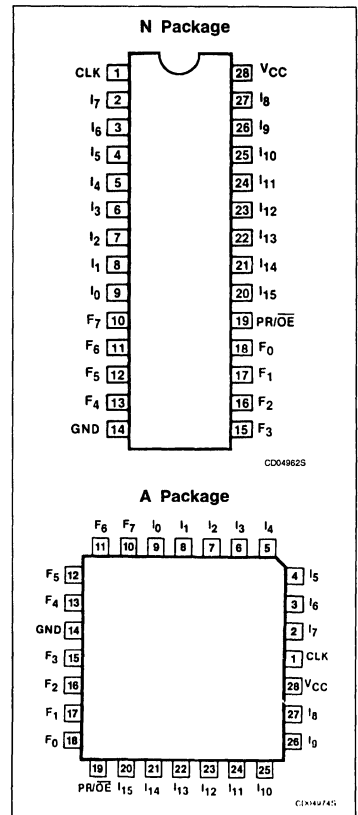 N Package
CLK 1 28 VCC
I7 2 27 I8
I6 3 26 I9
I5 4 25 I10
I4 5 24 I11
I3 6 23 I12
I2 7 22 I13
I1 8 21 I14
I0 9 20 I15
F7 10 19 PR/O̅E̅
F6 11 18 F0
F5 12 17 F1
F4 13 16 F2
GND 14 15 F3
CD04962S
A Package
F6 F7 I0 I1 I2 I3 I4
11 10 9 8 7 6 5
F5 12 4 I5
F4 13 3 I6
GND 14 2 I7
F3 15 1 CLK
F2 16 28 VCC
F1 17 27 I8
F0 18 26 I9
19 20 21 22 23 24 25
PR/O̅E̅ I15 I14 I13 I12 I11 I10
CD04974S